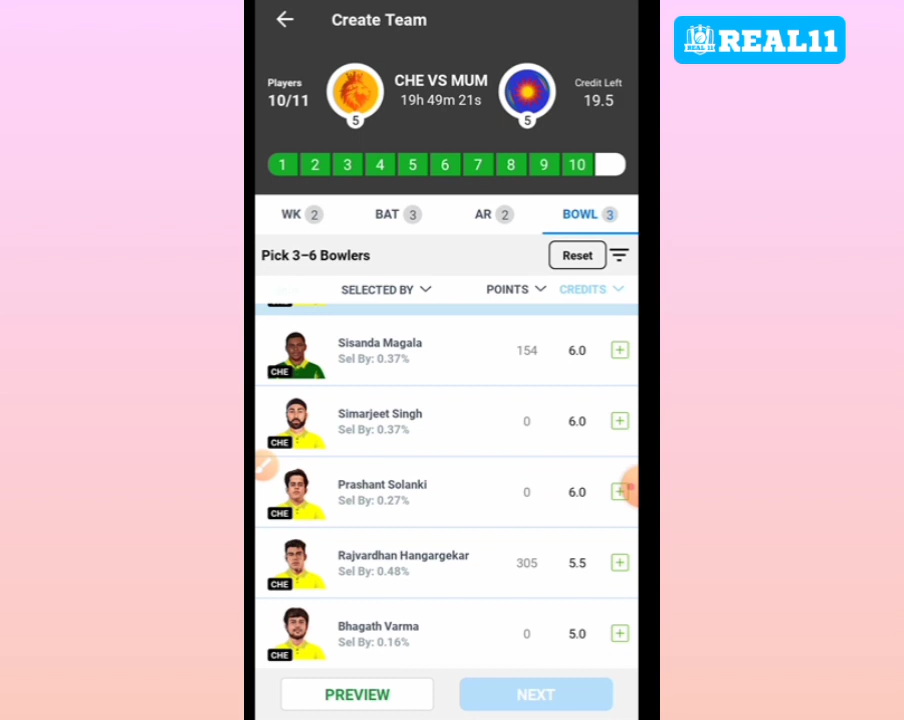 Create Team
REAL11
Players
10/11
CHE VS MUM
19h 49m 21s
Credit Left
19.5
5
5
1 2 3 4 5 6 7 8 9 10
WK 2 BAT 3 AR 2 BOWL 3
Pick 3–6 Bowlers
Reset
SELECTED BY POINTS CREDITS
Sisanda Magala
Sel By: 0.37%
154 6.0
CHE
Simarjeet Singh
Sel By: 0.37%
0 6.0
CHE
Prashant Solanki
Sel By: 0.27%
0 6.0
CHE
Rajvardhan Hangargekar
Sel By: 0.48%
305 5.5
CHE
Bhagath Varma
Sel By: 0.16%
0 5.0
CHE
PREVIEW
NEXT